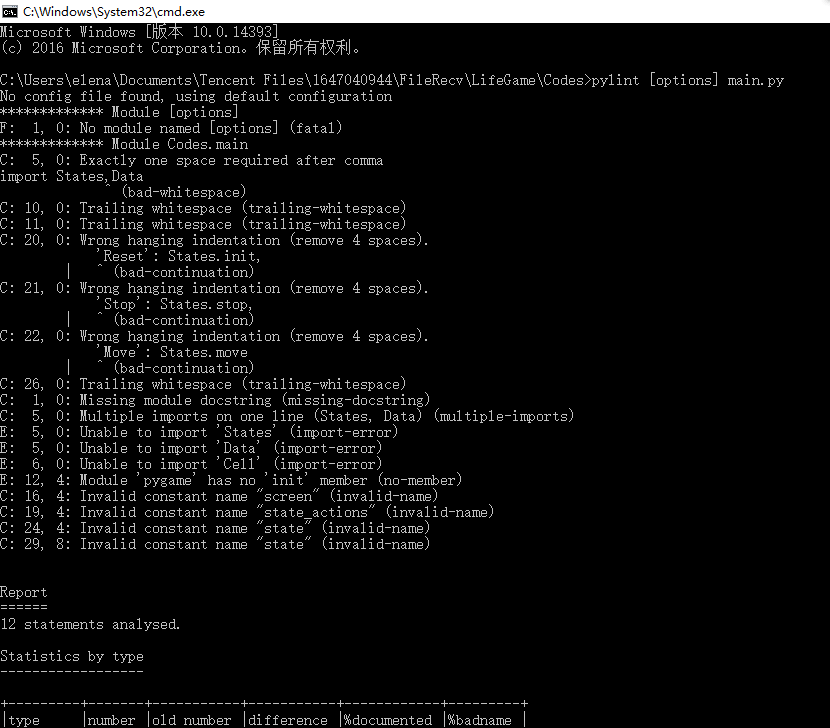 C:\Windows\System32\cmd.exe
Microsoft Windows [版本 10.0.14393]
(c) 2016 Microsoft Corporation。保留所有权利。
C:\Users\elena\Documents\Tencent Files\1647040944\FileRecv\LifeGame\Codes>pylint [options] main.py
No config file found, using default configuration
************* Module [options]
F:  1, 0: No module named [options] (fatal)
************* Module Codes.main
C:  5, 0: Exactly one space required after comma
import States,Data
             ^ (bad-whitespace)
C: 10, 0: Trailing whitespace (trailing-whitespace)
C: 11, 0: Trailing whitespace (trailing-whitespace)
C: 20, 0: Wrong hanging indentation (remove 4 spaces).
            'Reset': States.init,
        |   ^ (bad-continuation)
C: 21, 0: Wrong hanging indentation (remove 4 spaces).
            'Stop': States.stop,
        |   ^ (bad-continuation)
C: 22, 0: Wrong hanging indentation (remove 4 spaces).
            'Move': States.move
        |   ^ (bad-continuation)
C: 26, 0: Trailing whitespace (trailing-whitespace)
C:  1, 0: Missing module docstring (missing-docstring)
C:  5, 0: Multiple imports on one line (States, Data) (multiple-imports)
E:  5, 0: Unable to import 'States' (import-error)
E:  5, 0: Unable to import 'Data' (import-error)
E:  6, 0: Unable to import 'Cell' (import-error)
E: 12, 4: Module 'pygame' has no 'init' member (no-member)
C: 16, 4: Invalid constant name "screen" (invalid-name)
C: 19, 4: Invalid constant name "state_actions" (invalid-name)
C: 24, 4: Invalid constant name "state" (invalid-name)
C: 29, 8: Invalid constant name "state" (invalid-name)
Report
======
12 statements analysed.
Statistics by type
------------------
+---------+-------+-----------+-----------+------------+---------+
|type     |number |old number |difference |%documented |%badname |